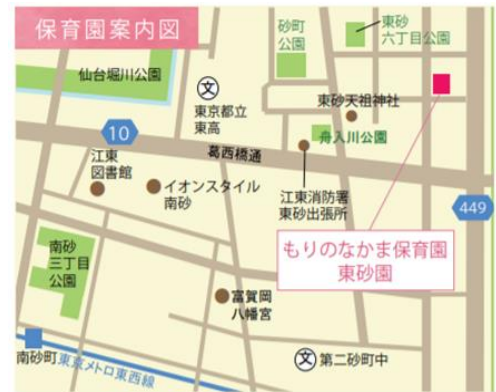 保育園案内図
砂町
公園
東砂
六丁目公園
仙台堀川公園
文
東京都立
東高
東砂天祖神社
10
舟入川公園
葛西橋通
江東
図書館
イオンスタイル
南砂
江東消防署
東砂出張所
449
もりのなかま保育園
東砂園
南砂
三丁目
公園
富賀岡
八幡宮
南砂町
東京メトロ東西線
文
第二砂町中